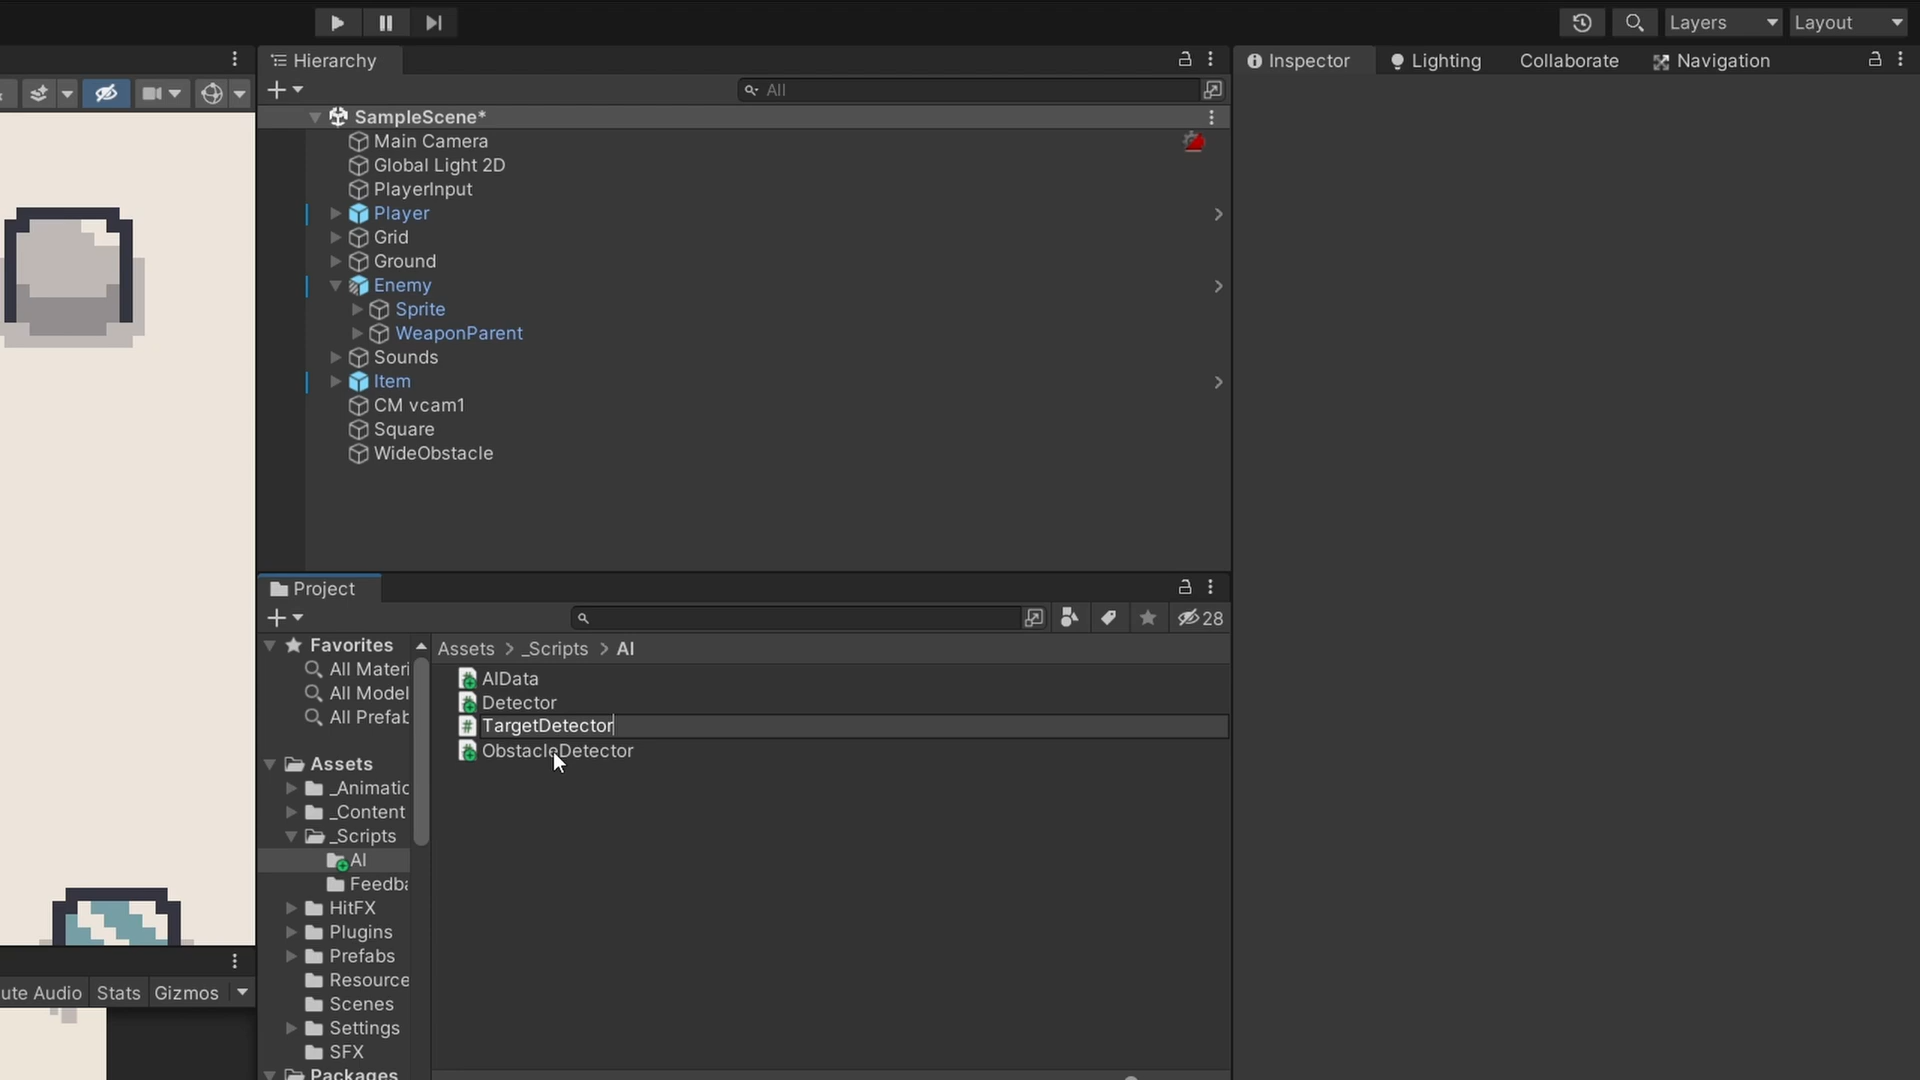 Layers
Layout
Hierarchy
Inspector
Lighting
Collaborate
Navigation
All
SampleScene*
Main Camera
Global Light 2D
PlayerInput
Player
Grid
Ground
Enemy
Sprite
WeaponParent
Sounds
Item
CM vcam1
Square
WideObstacle
Project
28
Favorites
All Materi
All Model
All Prefab
Assets
_Animatic
_Content
_Scripts
AI
Feedba
HitFX
Plugins
Prefabs
Resource
Scenes
Settings
SFX
Packages
Assets > _Scripts > AI
AIData
Detector
TargetDetector
ObstacleDetector
ute Audio
Stats
Gizmos